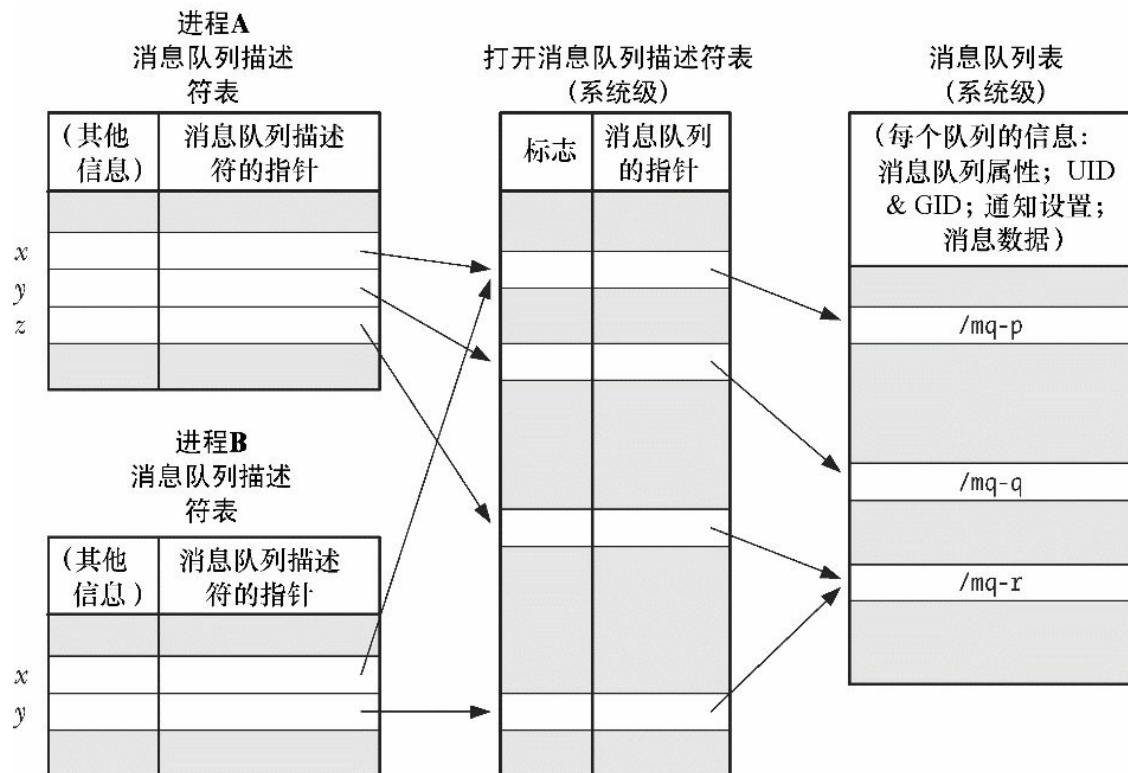 进程A
消息队列描述
符表
(其他
信息)
消息队列描述
符的指针
x
y
z
进程B
消息队列描述
符表
(其他
信息)
消息队列描述
符的指针
x
y
打开消息队列描述符表
(系统级)
标志
消息队列
的指针
消息队列表
(系统级)
(每个队列的信息:
消息队列属性; UID
& GID; 通知设置;
消息数据)
/mq-p
/mq-q
/mq-r